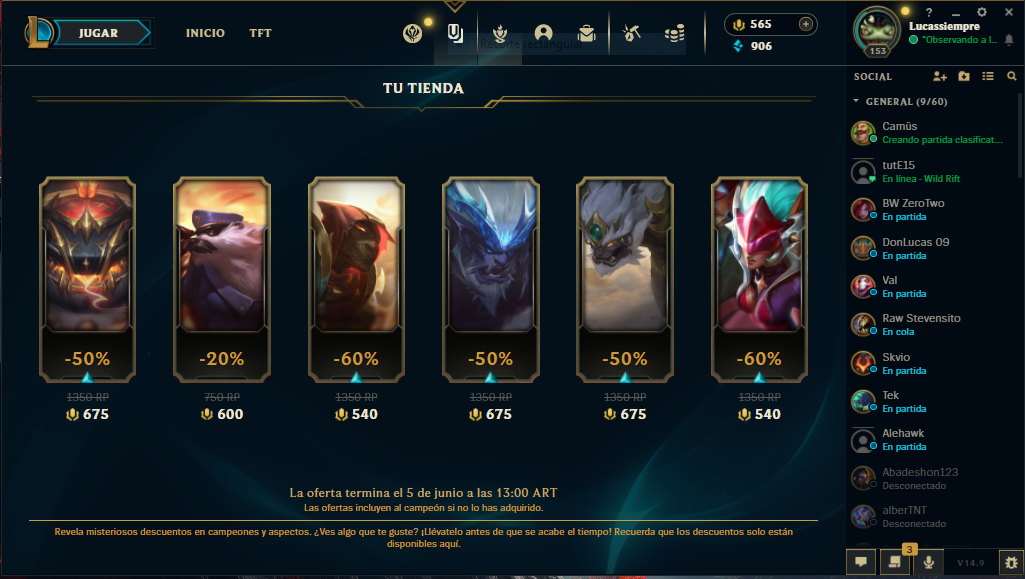 JUGAR
INICIO
TFT
Recorte rectangular
565
906
153
Lucassiempre
"Observando a l...
TU TIENDA
-50%
-20%
-60%
-50%
-50%
-60%
1350 RP
750 RP
1350 RP
1350 RP
1350 RP
1350 RP
675
600
540
675
675
540
La oferta termina el 5 de junio a las 13:00 ART
Las ofertas incluyen al campeón si no lo has adquirido.
Revela misteriosos descuentos en campeones y aspectos. ¿Ves algo que te guste? ¡Llévatelo antes de que se acabe el tiempo! Recuerda que los descuentos solo están
disponibles aquí.
SOCIAL
GENERAL (9/60)
Camüs
Creando partida clasificat...
tutE15
En línea - Wild Rift
BW ZeroTwo
En partida
DonLucas 09
En partida
Val
En partida
Raw Stevensito
En cola
Skvio
En partida
Tek
En partida
Alehawk
En partida
Abadeshon123
Desconectado
alberTNT
Desconectado
3
V14.9